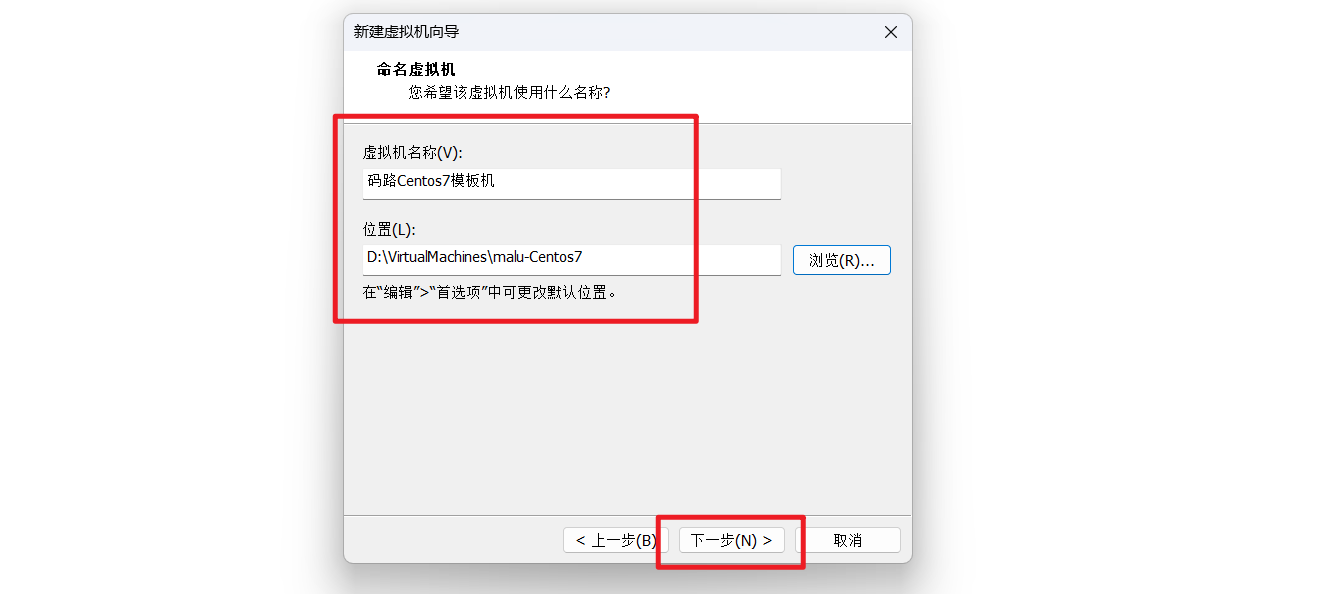 新建虚拟机向导
命名虚拟机
您希望该虚拟机使用什么名称?
虚拟机名称(V):
码路Centos7模板机
位置(L):
D:\VirtualMachines\malu-Centos7
浏览(R)...
在“编辑”>“首选项”中可更改默认位置。
< 上一步(B)
下一步(N) >
取消